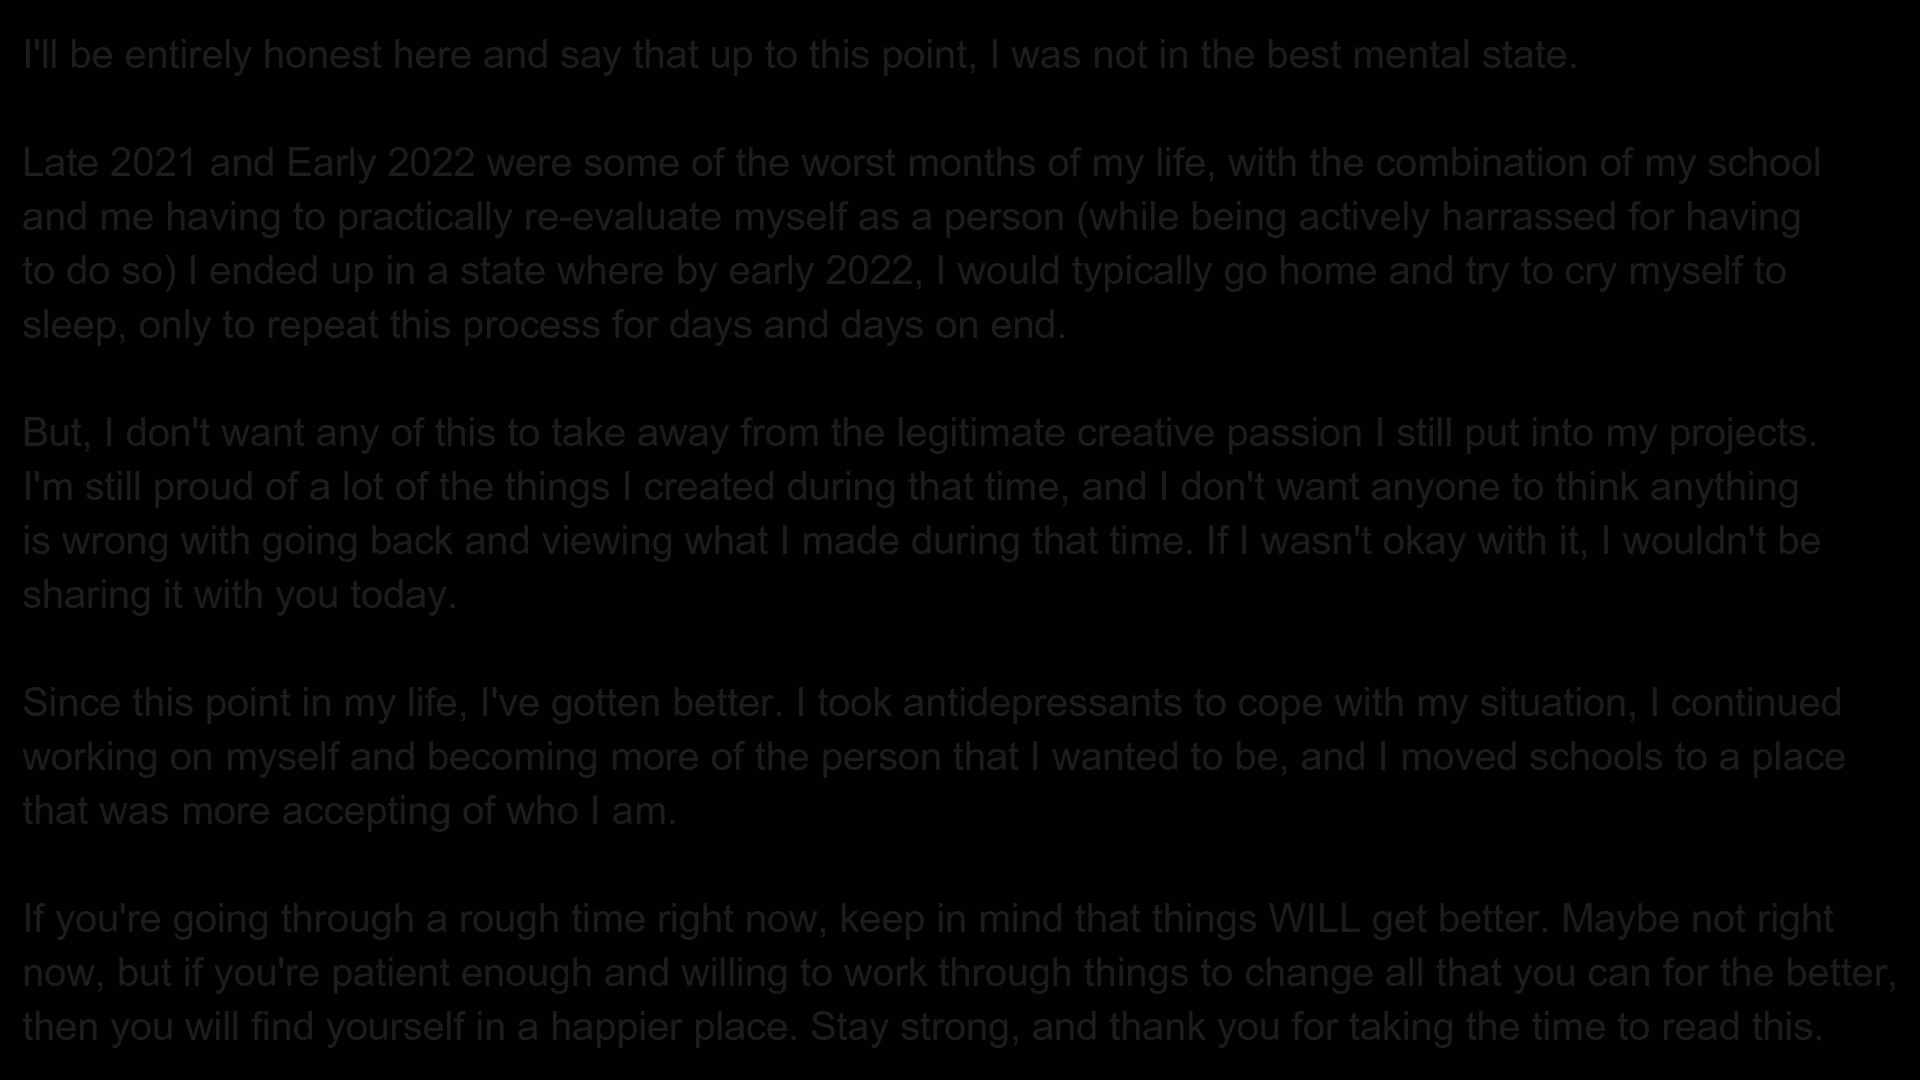 I'll be entirely honest here and say that up to this point, I was not in the best mental state.
Late 2021 and Early 2022 were some of the worst months of my life, with the combination of my school
and me having to practically re-evaluate myself as a person (while being actively harrassed for having
to do so) I ended up in a state where by early 2022, I would typically go home and try to cry myself to
sleep, only to repeat this process for days and days on end.
But, I don't want any of this to take away from the legitimate creative passion I still put into my projects.
I'm still proud of a lot of the things I created during that time, and I don't want anyone to think anything
is wrong with going back and viewing what I made during that time. If I wasn't okay with it, I wouldn't be
sharing it with you today.
Since this point in my life, I've gotten better. I took antidepressants to cope with my situation, I continued
working on myself and becoming more of the person that I wanted to be, and I moved schools to a place
that was more accepting of who I am.
If you're going through a rough time right now, keep in mind that things WILL get better. Maybe not right
now, but if you're patient enough and willing to work through things to change all that you can for the better,
then you will find yourself in a happier place. Stay strong, and thank you for taking the time to read this.